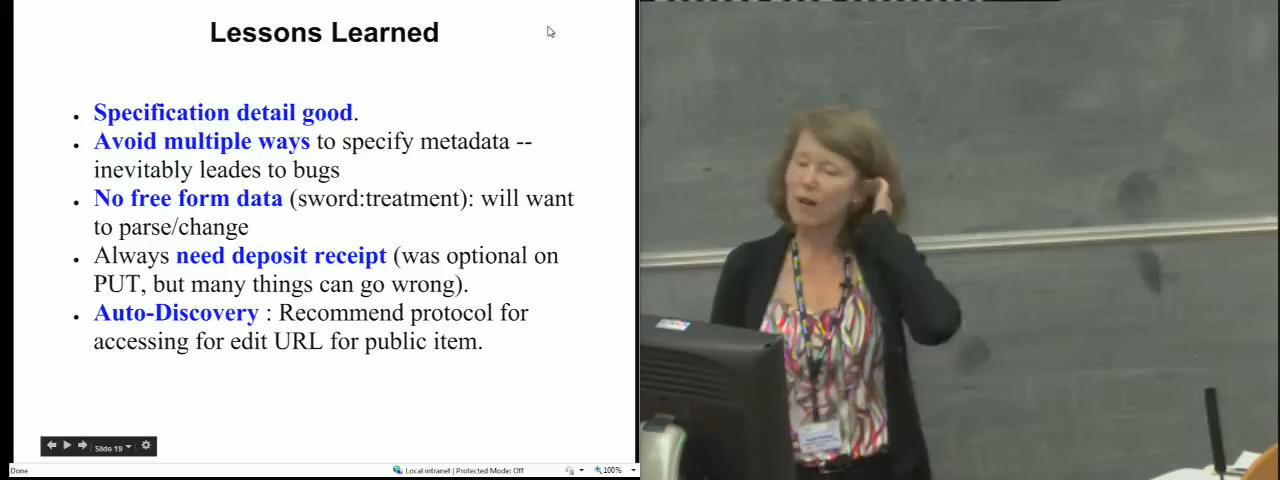 Lessons Learned
• Specification detail good.
• Avoid multiple ways to specify metadata --
inevitably leades to bugs
• No free form data (sword:treatment): will want
to parse/change
• Always need deposit receipt (was optional on
PUT, but many things can go wrong).
• Auto-Discovery : Recommend protocol for
accessing for edit URL for public item.
Slide 19
Done
Local intranet | Protected Mode: Off
100%